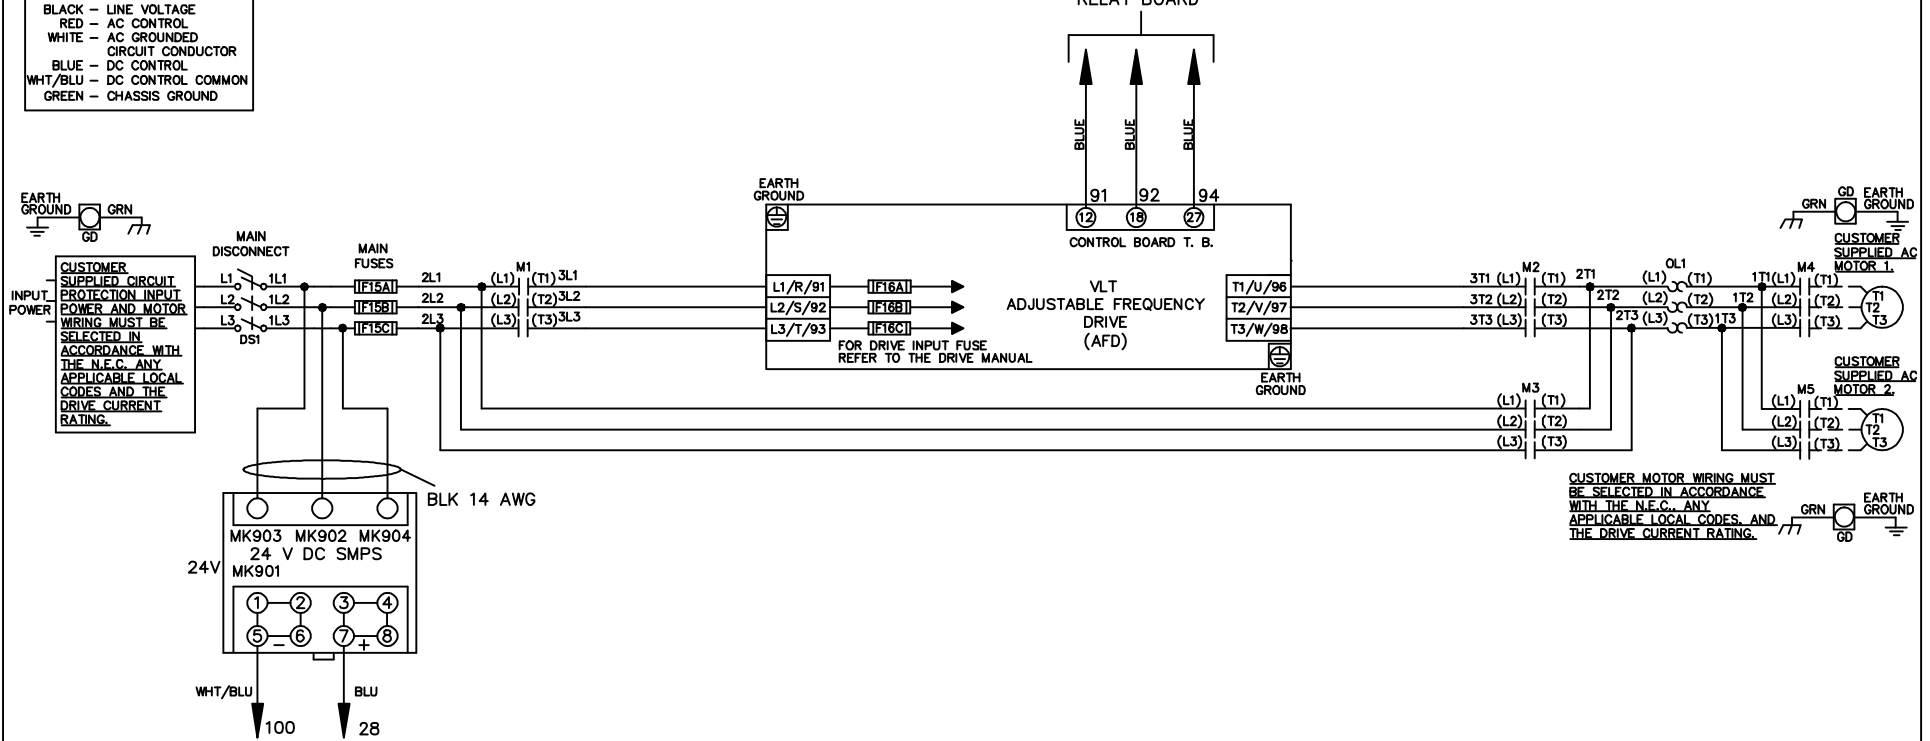 BLACK – LINE VOLTAGE
RED – AC CONTROL
WHITE – AC GROUNDED
CIRCUIT CONDUCTOR
BLUE – DC CONTROL
WHT/BLU – DC CONTROL COMMON
GREEN – CHASSIS GROUND
RELAY BOARD
BLUE
BLUE
BLUE
91
92
94
12
18
27
CONTROL BOARD T. B.
EARTH
GROUND
GRN
GD
INPUT
POWER
CUSTOMER
SUPPLIED CIRCUIT
PROTECTION INPUT
POWER AND MOTOR
WIRING MUST BE
SELECTED IN
ACCORDANCE WITH
THE N.E.C. ANY
APPLICABLE LOCAL
CODES AND THE
DRIVE CURRENT
RATING.
MAIN
DISCONNECT
L1 1L1
L2 1L2
L3 1L3
DS1
MAIN
FUSES
F15A
F15B
F15C
2L1
2L2
2L3
M1
(L1) (T1) 3L1
(L2) (T2) 3L2
(L3) (T3) 3L3
EARTH
GROUND
L1/R/91
L2/S/92
L3/T/93
F16A
F16B
F16C
FOR DRIVE INPUT FUSE
REFER TO THE DRIVE MANUAL
VLT
ADJUSTABLE FREQUENCY
DRIVE
(AFD)
T1/U/96
T2/V/97
T3/W/98
EARTH
GROUND
M2
3T1 (L1) (T1) 2T1
3T2 (L2) (T2) 2T2
3T3 (L3) (T3) 2T3
OL1
(L1) (T1) 1T1
(L2) (T2) 1T2
(L3) (T3) 1T3
M4
(L1) (T1)
(L2) (T2)
(L3) (T3)
GRN
GD
EARTH
GROUND
CUSTOMER
SUPPLIED AC
MOTOR 1.
T1
T2
T3
M3
(L1) (T1)
(L2) (T2)
(L3) (T3)
M5
(L1) (T1)
(L2) (T2)
(L3) (T3)
CUSTOMER
SUPPLIED AC
MOTOR 2.
T1
T2
T3
CUSTOMER MOTOR WIRING MUST
BE SELECTED IN ACCORDANCE
WITH THE N.E.C., ANY
APPLICABLE LOCAL CODES, AND
THE DRIVE CURRENT RATING.
GRN
GD
EARTH
GROUND
BLK 14 AWG
MK903 MK902 MK904
24 V DC SMPS
24V
MK901
1 2 3 4
5 – 6 7 + 8
WHT/BLU
BLU
100
28